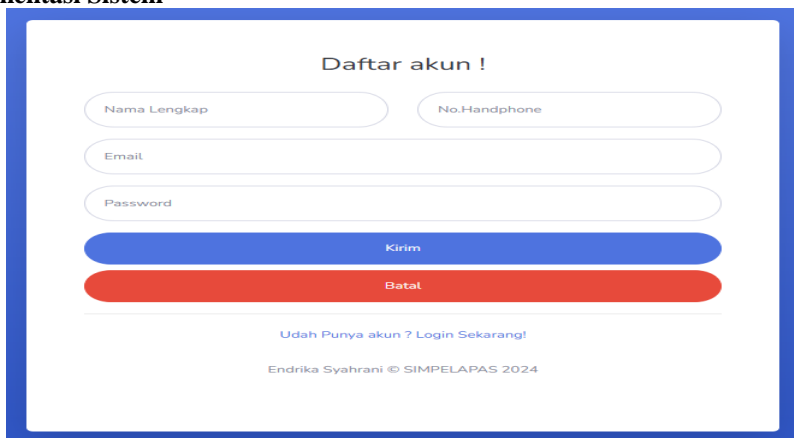 Daftar akun !
Nama Lengkap No.Handphone
Email
Password
Kirim
Batal
Udah Punya akun ? Login Sekarang!
Endrika Syahrani © SIMPELAPAS 2024